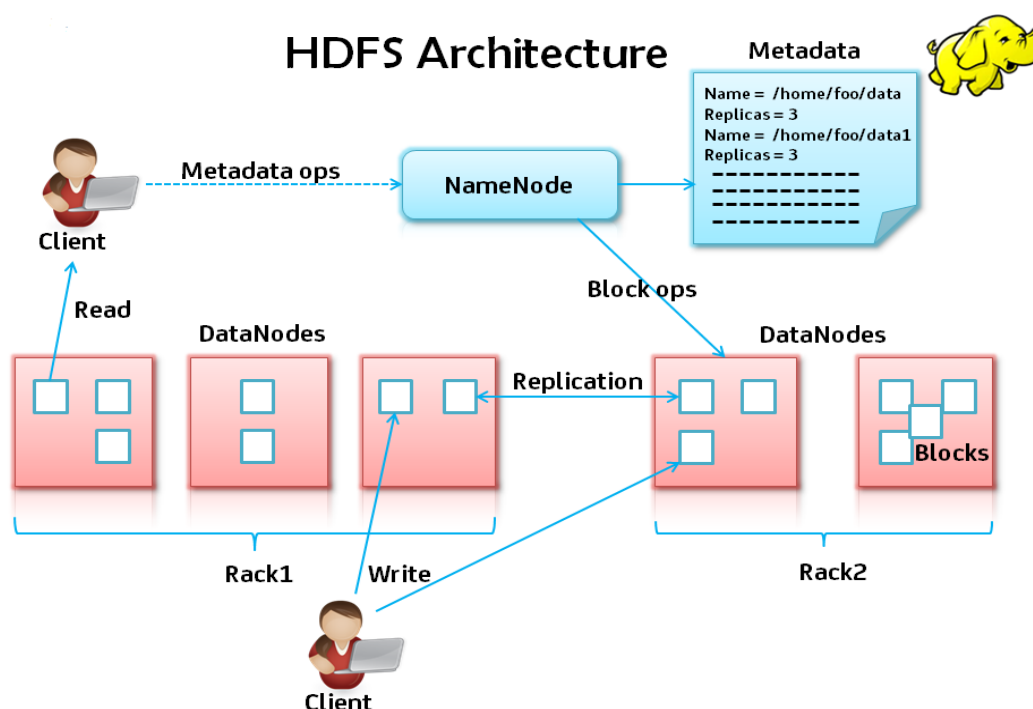 HDFS Architecture
Metadata
Name = /home/foo/data
Replicas = 3
Name = /home/foo/data1
Replicas = 3
Metadata ops
NameNode
Client
Block ops
Read
DataNodes
DataNodes
Replication
Blocks
Rack1
Write
Rack2
Client